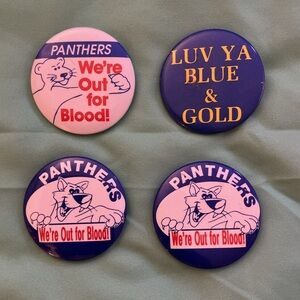 PANTHERS
We're
Out
for
Blood!
LUV YA
BLUE
&
GOLD
PANTHERS
We're Out for Blood!
PANTHERS
We're Out for Blood!